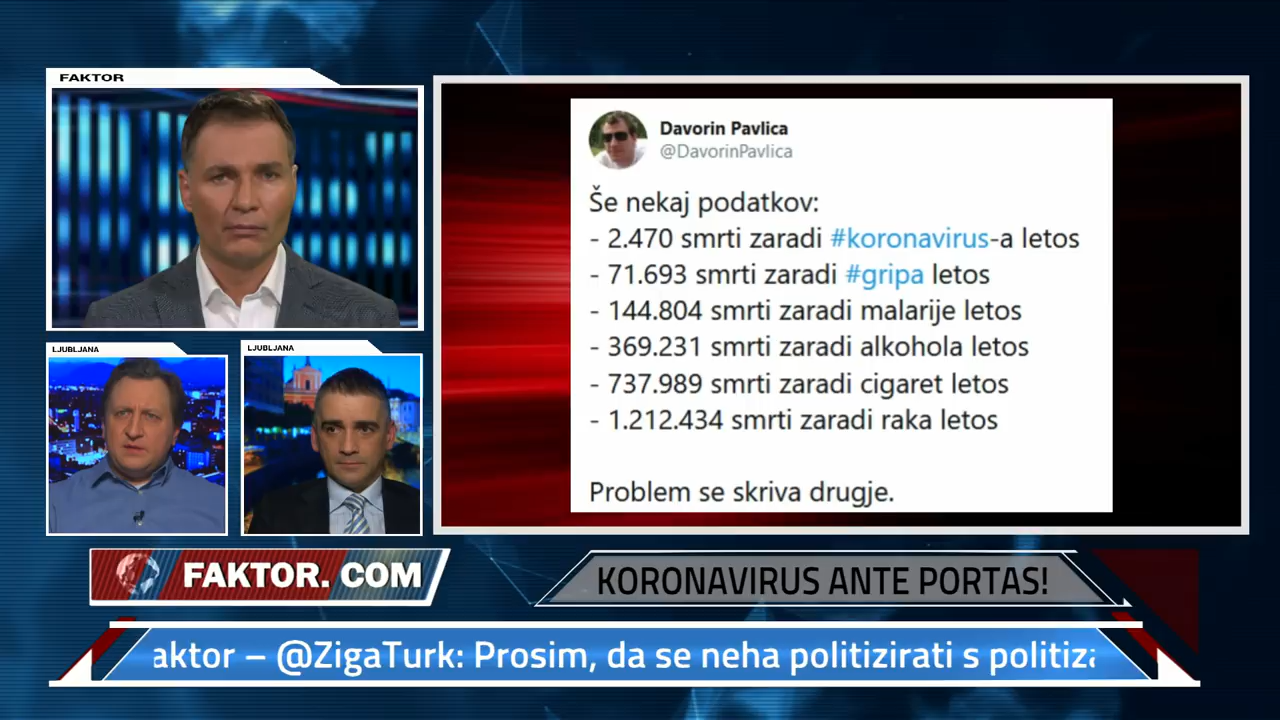 FAKTOR
LJUBLJANA
LJUBLJANA
Davorin Pavlica
@DavorinPavlica
Še nekaj podatkov:
- 2.470 smrti zaradi #koronavirus-a letos
- 71.693 smrti zaradi #gripa letos
- 144.804 smrti zaradi malarije letos
- 369.231 smrti zaradi alkohola letos
- 737.989 smrti zaradi cigaret letos
- 1.212.434 smrti zaradi raka letos
Problem se skriva drugje.
FAKTOR. COM
KORONAVIRUS ANTE PORTAS!
aktor – @ZigaTurk: Prosim, da se neha politizirati s politiza